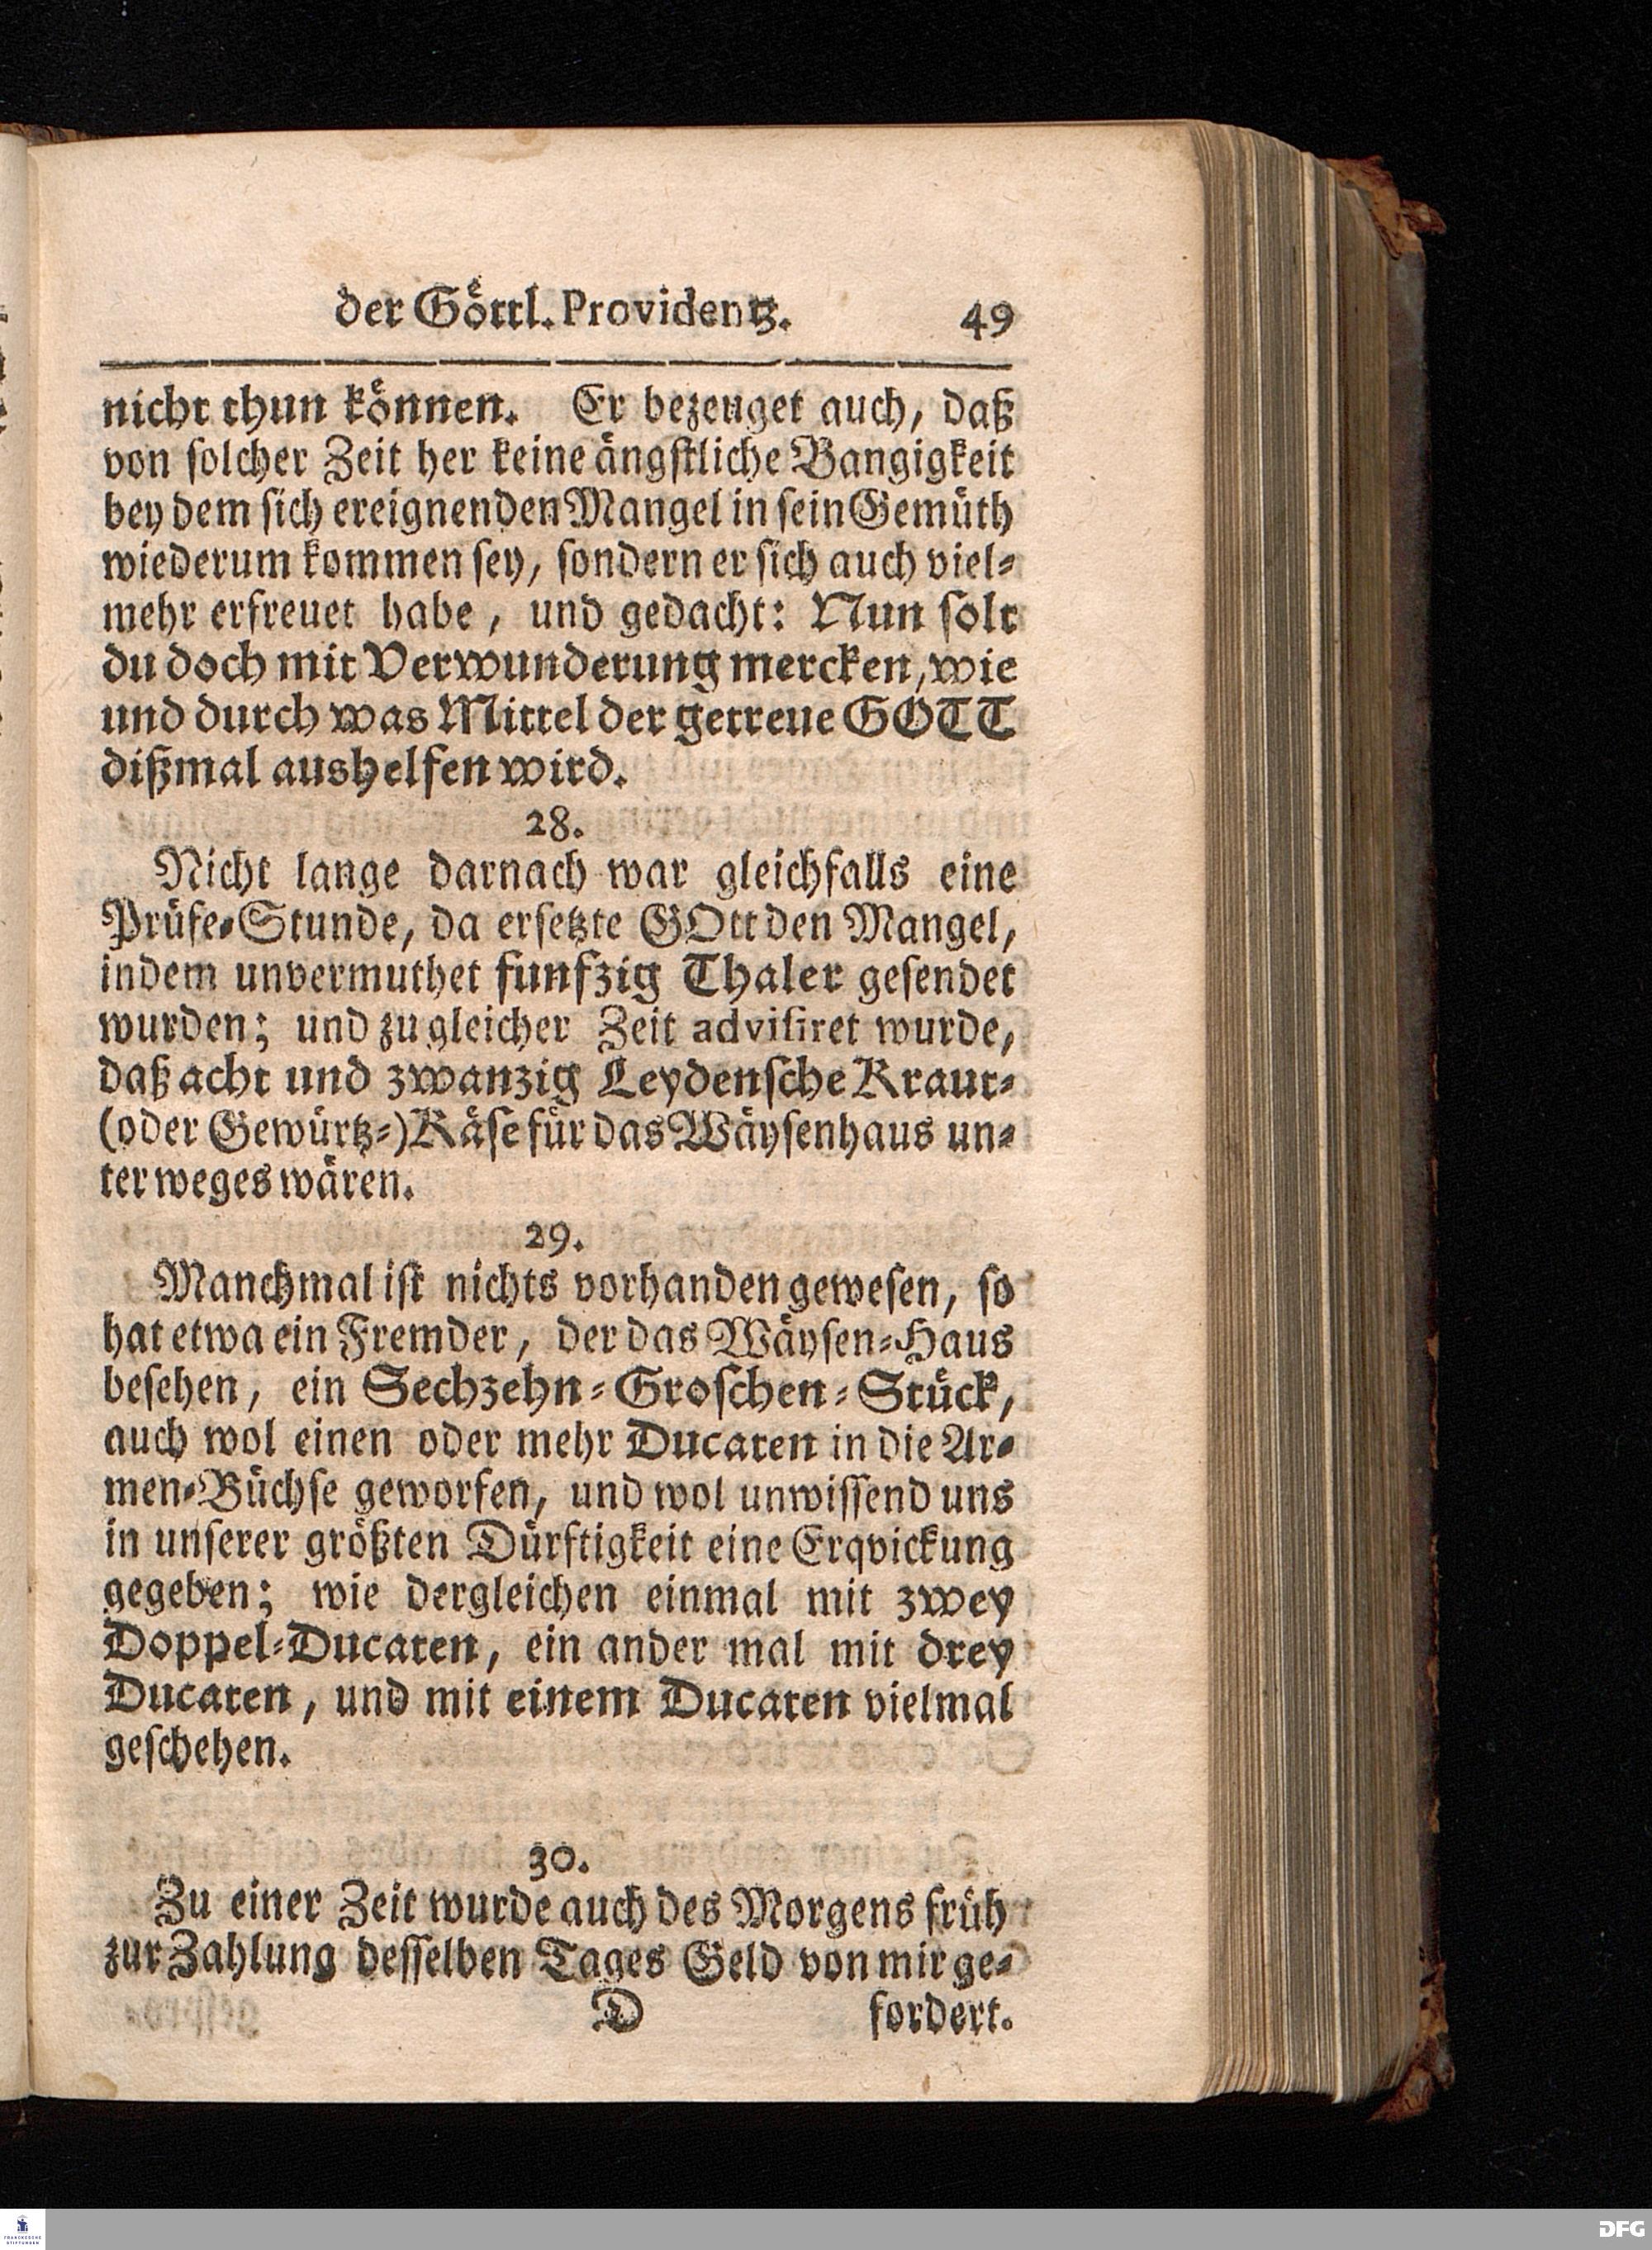 der Göttl. Providentz. 49
nicht thun können. Er bezeuget auch, daß
von solcher Zeit her keine ängstliche Bangigkeit
bey dem sich ereignenden Mangel in sein Gemüth
wiederum kommen sey, sondern er sich auch viel-
mehr erfreuet habe, und gedacht: Nun solt
du doch mit Verwunderung mercken, wie
und durch was Mittel der getreue GOTT
dißmal aushelfen wird.
28.
Nicht lange darnach war gleichfalls eine
Prüfe-Stunde, da ersetzte GOtt den Mangel,
indem unvermuthet funfzig Thaler gesendet
wurden; und zu gleicher Zeit advisiret wurde,
daß acht und zwanzig Leydensche Kraut-
(oder Gewürtz-) Käse für das Wäysenhaus un-
terweges wären.
29.
Manchmal ist nichts vorhanden gewesen, so
hat etwa ein Fremder, der das Wäysen-Haus
besehen, ein Sechzehn-Groschen-Stück,
auch wol einen oder mehr Ducaten in die Ar-
men-Büchse geworfen, und wol unwissend uns
in unserer größten Dürftigkeit eine Erqvickung
gegeben; wie dergleichen einmal mit zwey
Doppel-Ducaten, ein ander mal mit drey
Ducaten, und mit einem Ducaten vielmal
geschehen.
30.
Zu einer Zeit wurde auch des Morgens früh
zur Zahlung desselben Tages Geld von mir ge-
D fordert.
FRANCKESCHE
STIFTUNGEN
DFG